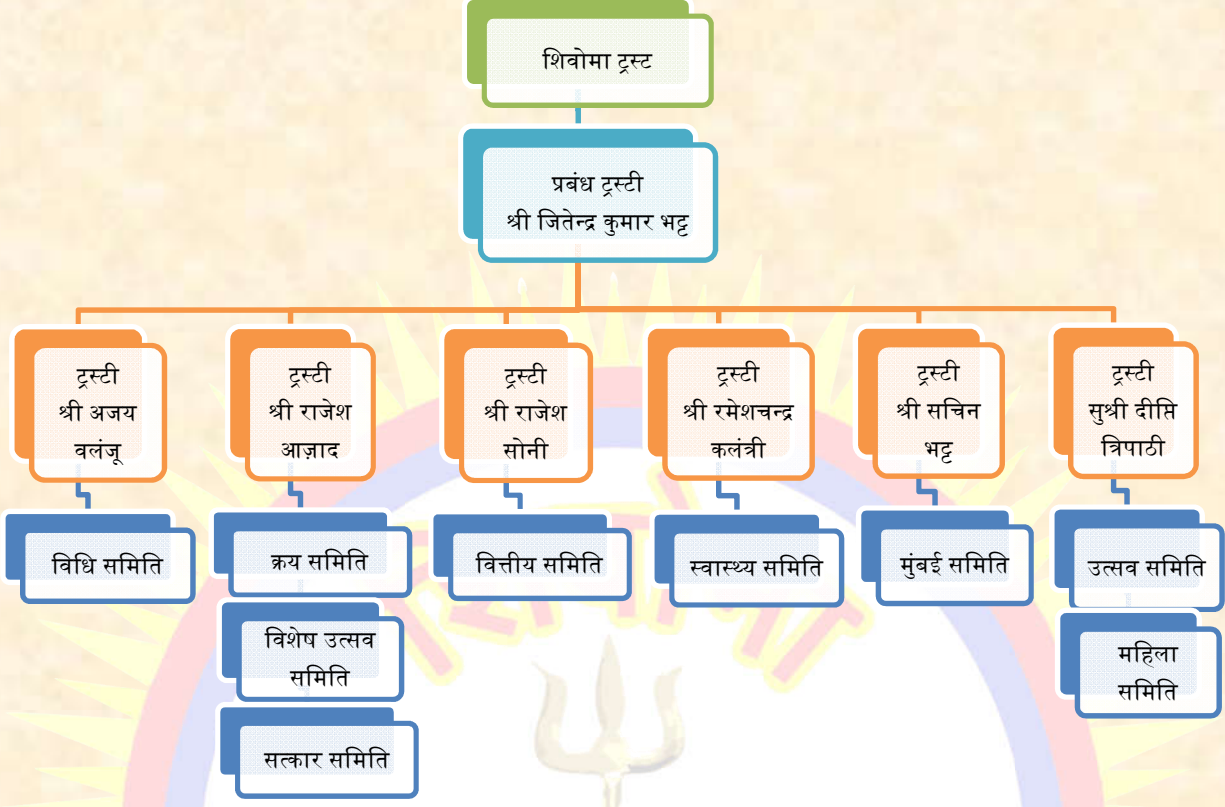 शिवोमा ट्रस्ट
प्रबंध ट्रस्टी
श्री जितेन्द्र कुमार भट्ट
ट्रस्टी
श्री अजय
वलंजू
ट्रस्टी
श्री राजेश
आज़ाद
ट्रस्टी
श्री राजेश
सोनी
ट्रस्टी
श्री रमेशचन्द्र
कलंत्री
ट्रस्टी
श्री सचिन
भट्ट
ट्रस्टी
सुश्री दीप्ति
त्रिपाठी
विधि समिति
क्रय समिति
विशेष उत्सव
समिति
सत्कार समिति
वित्तीय समिति
स्वास्थ्य समिति
मुंबई समिति
उत्सव समिति
महिला
समिति